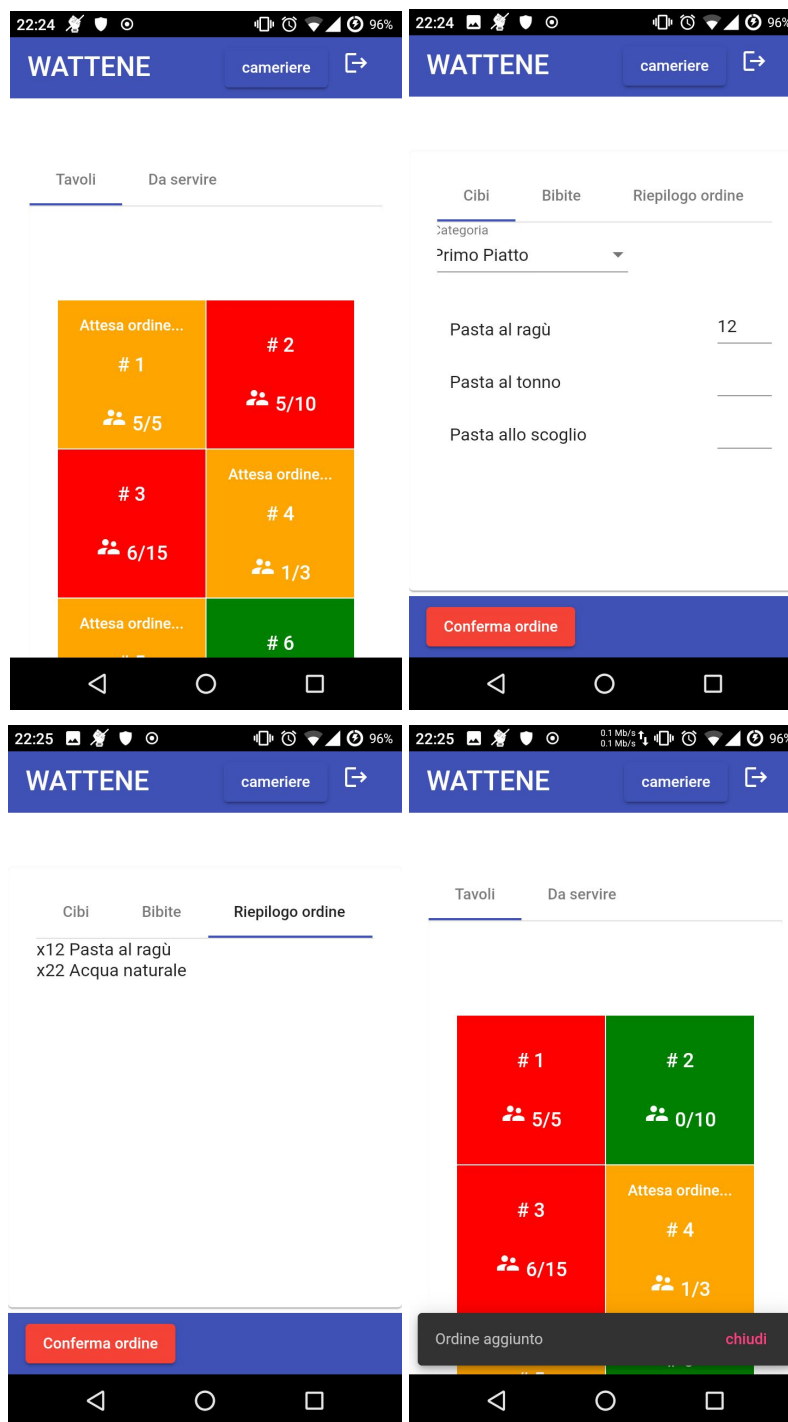 22:24 96%
WATTENE cameriere
Tavoli Da servire
Attesa ordine...
# 1
5/5
# 2
5/10
# 3
6/15
Attesa ordine...
# 4
1/3
Attesa ordine...
# 6
22:24 96%
WATTENE cameriere
Cibi Bibite Riepilogo ordine
Categoria
Primo Piatto
Pasta al ragù 12
Pasta al tonno
Pasta allo scoglio
Conferma ordine
22:25 96%
WATTENE cameriere
Cibi Bibite Riepilogo ordine
x12 Pasta al ragù
x22 Acqua naturale
Conferma ordine
22:25 0.1 Mb/s 96%
0.1 Mb/s
WATTENE cameriere
Tavoli Da servire
# 1
5/5
# 2
0/10
# 3
6/15
Attesa ordine...
# 4
1/3
Ordine aggiunto chiudi